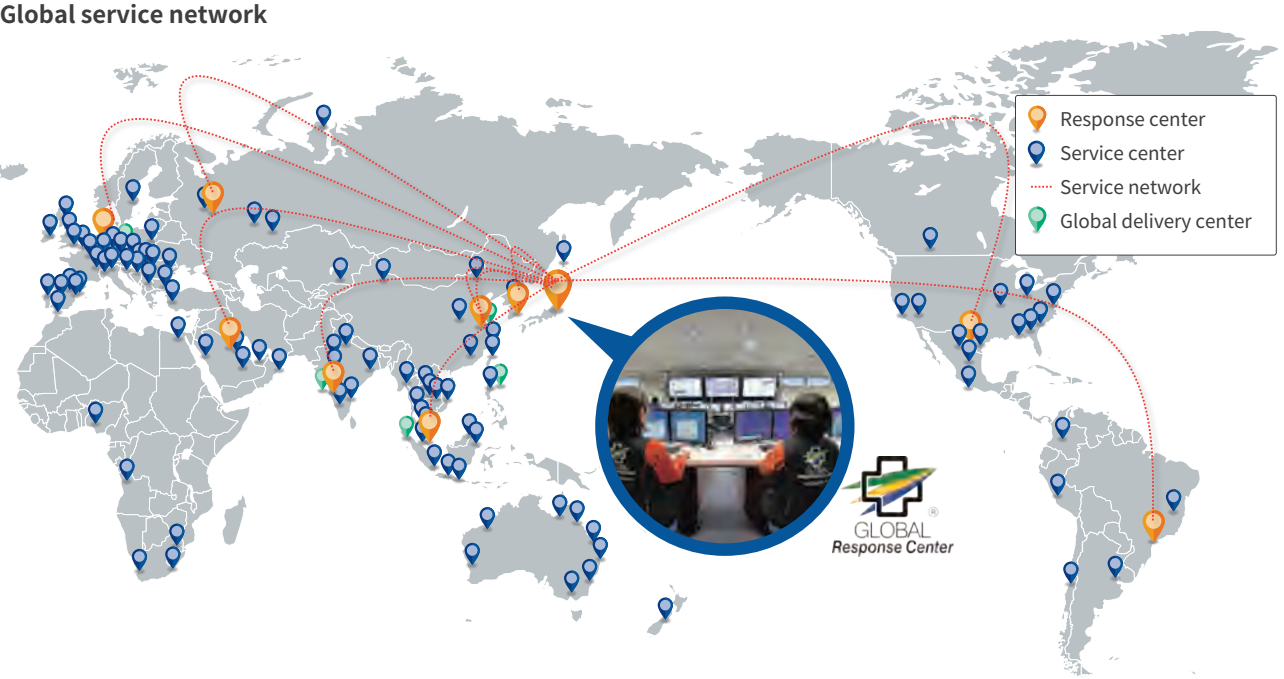 Global service network
Response center
Service center
Service network
Global delivery center
®
GLOBAL
Response Center